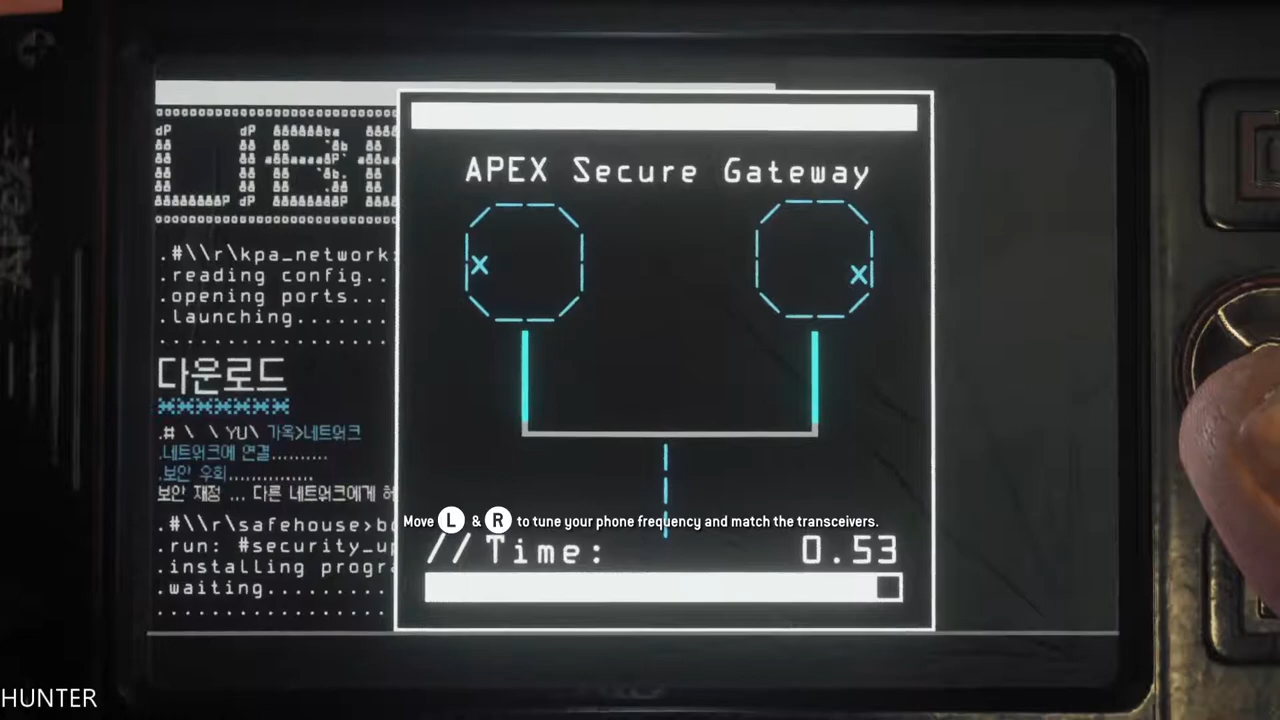 APEX Secure Gateway
.#\\r\kpa_network:
.reading config..
.opening ports...
.launching.......
다운로드
.# \ \ YU\ 가옥>네트워크
.네트워크에 연결..........
.보안 우회...............
보안 재정 ... 다른 네트워크에게 허
.#\\r\safehouse>bo
.run: #security_up
.installing progra
.waiting..........
Move L & R to tune your phone frequency and match the transceivers.
// Time: 0.53
HUNTER